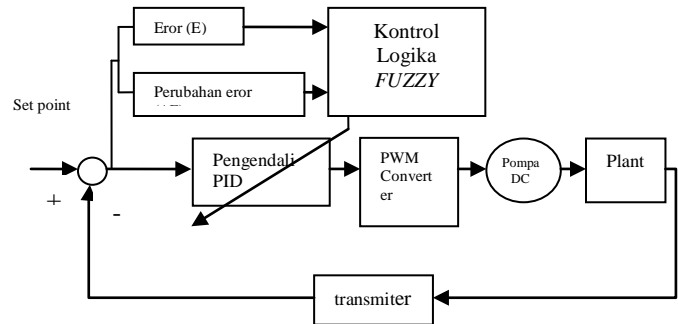 Eror (E)
Kontrol
Logika
FUZZY
Perubahan eror
Set point
Pengendali
PID
PWM
Convert
er
Pompa
DC
Plant
+
-
transmiter